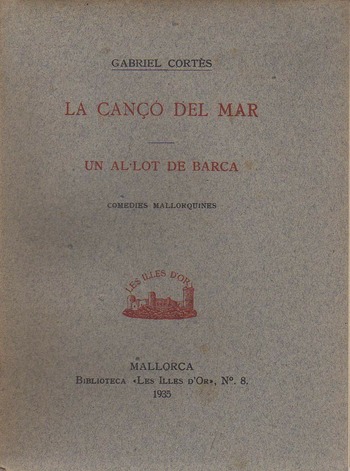 GABRIEL CORTÈS
LA CANÇÓ DEL MAR
UN AL·LOT DE BARCA
COMEDIES MALLORQUINES
LES ILLES D'OR
MALLORCA
BIBLIOTECA «LES ILLES D'OR», Nº. 8.
1935